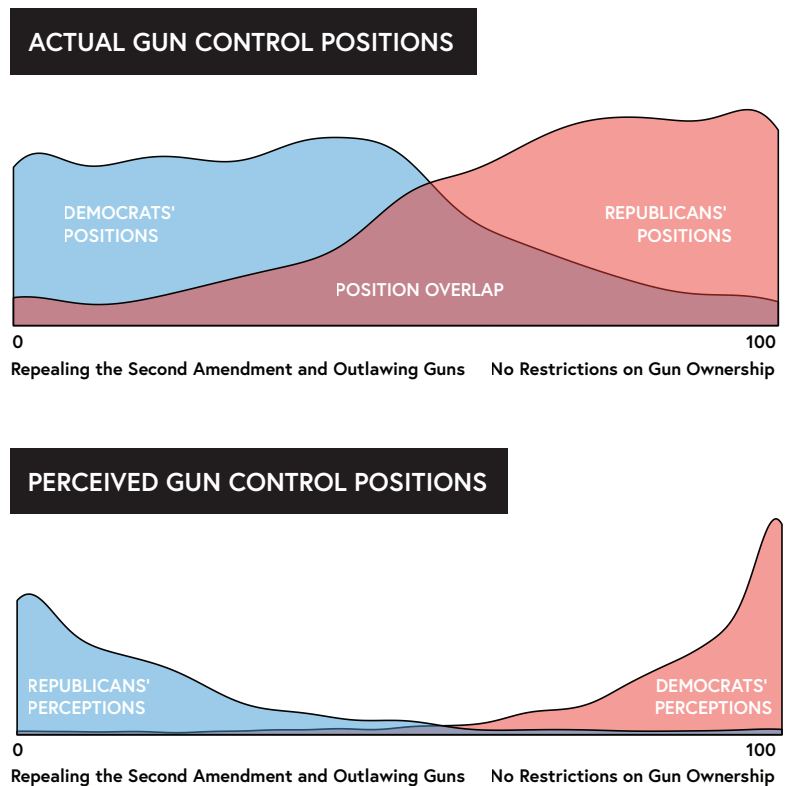 ACTUAL GUN CONTROL POSITIONS
DEMOCRATS'
POSITIONS
REPUBLICANS'
POSITIONS
POSITION OVERLAP
0
100
Repealing the Second Amendment and Outlawing Guns
No Restrictions on Gun Ownership
PERCEIVED GUN CONTROL POSITIONS
REPUBLICANS'
PERCEPTIONS
DEMOCRATS'
PERCEPTIONS
0
100
Repealing the Second Amendment and Outlawing Guns
No Restrictions on Gun Ownership